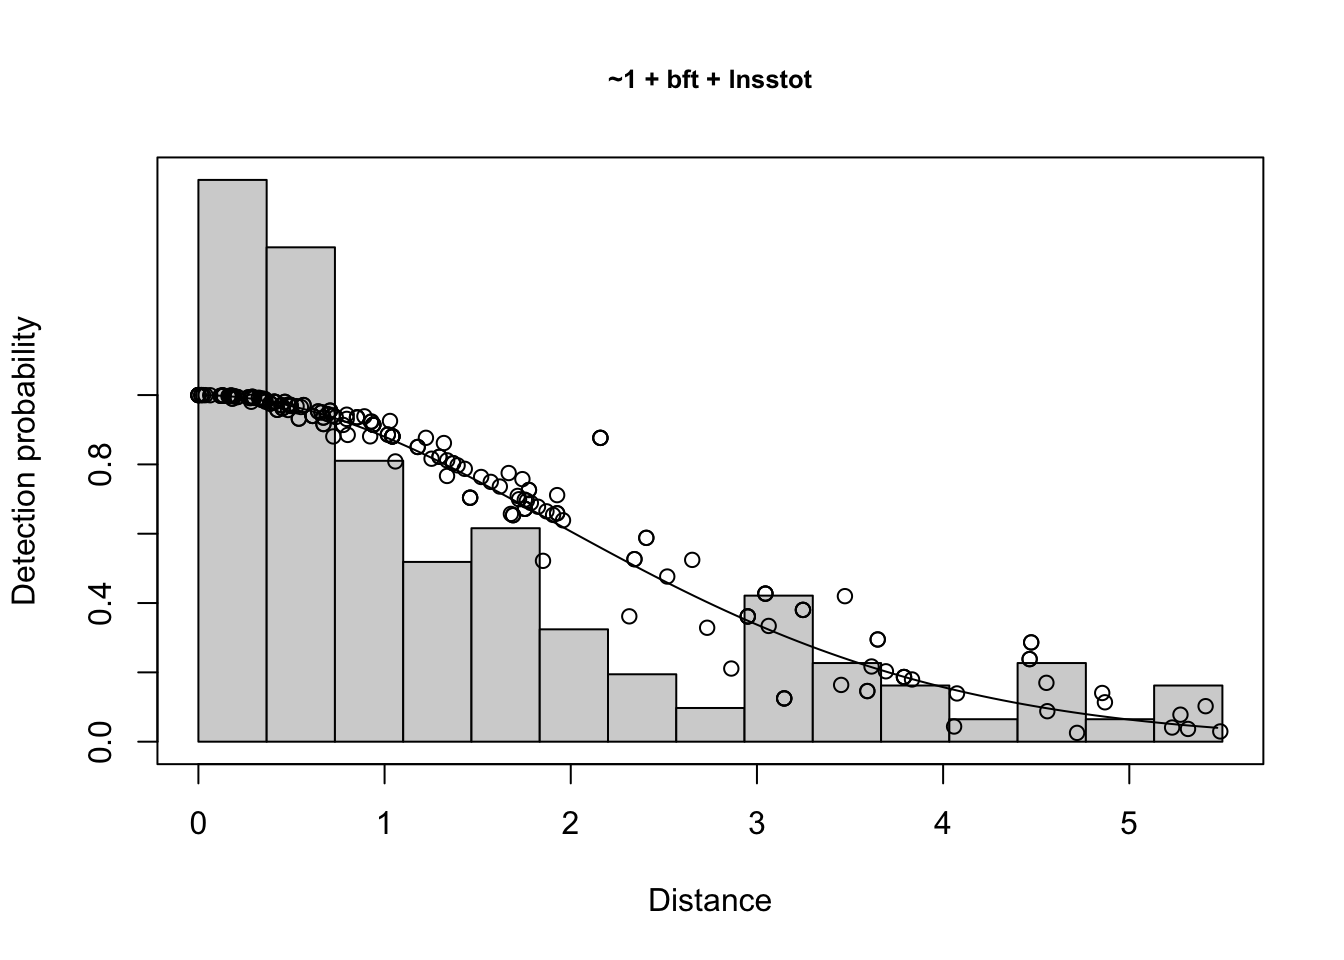 ~1 + bft + lnsstot
Detection probability
0.8
0.4
0.0
0 1 2 3 4 5
Distance